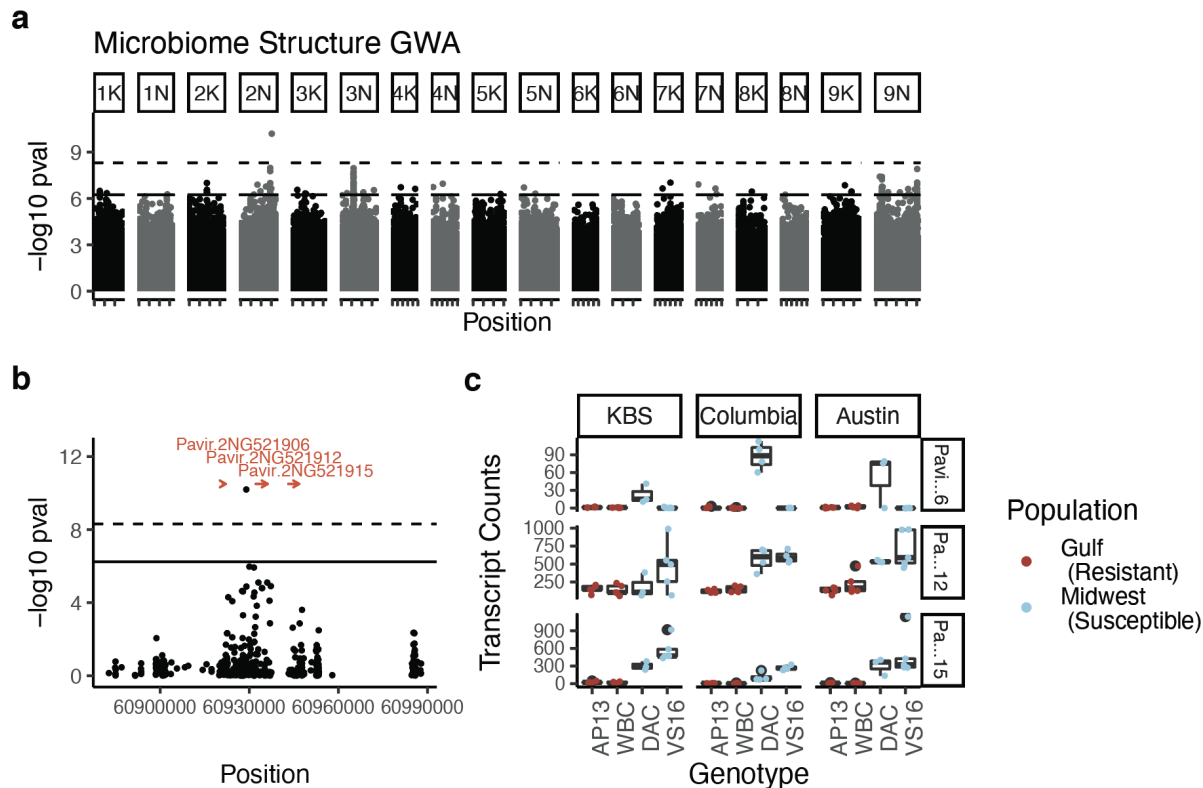 a
Microbiome Structure GWA
1K 1N 2K 2N 3K 3N 4K 4N 5K 5N 6K 6N 7K 7N 8K 8N 9K 9N
−log10 pval
9
6
3
0
Position
b
−log10 pval
12
8
4
0
Pavir.2NG521906
Pavir.2NG521912
Pavir.2NG521915
60900000 60930000 60960000 60990000
Position
c
KBS Columbia Austin
Transcript Counts
90
60
30
0
Pavi...6
1000
750
500
250
Pa... 12
900
600
300
0
Pa...15
AP13 WBC DAC VS16 AP13 WBC DAC VS16 AP13 WBC DAC VS16
Genotype
Population
Gulf
(Resistant)
Midwest
(Susceptible)